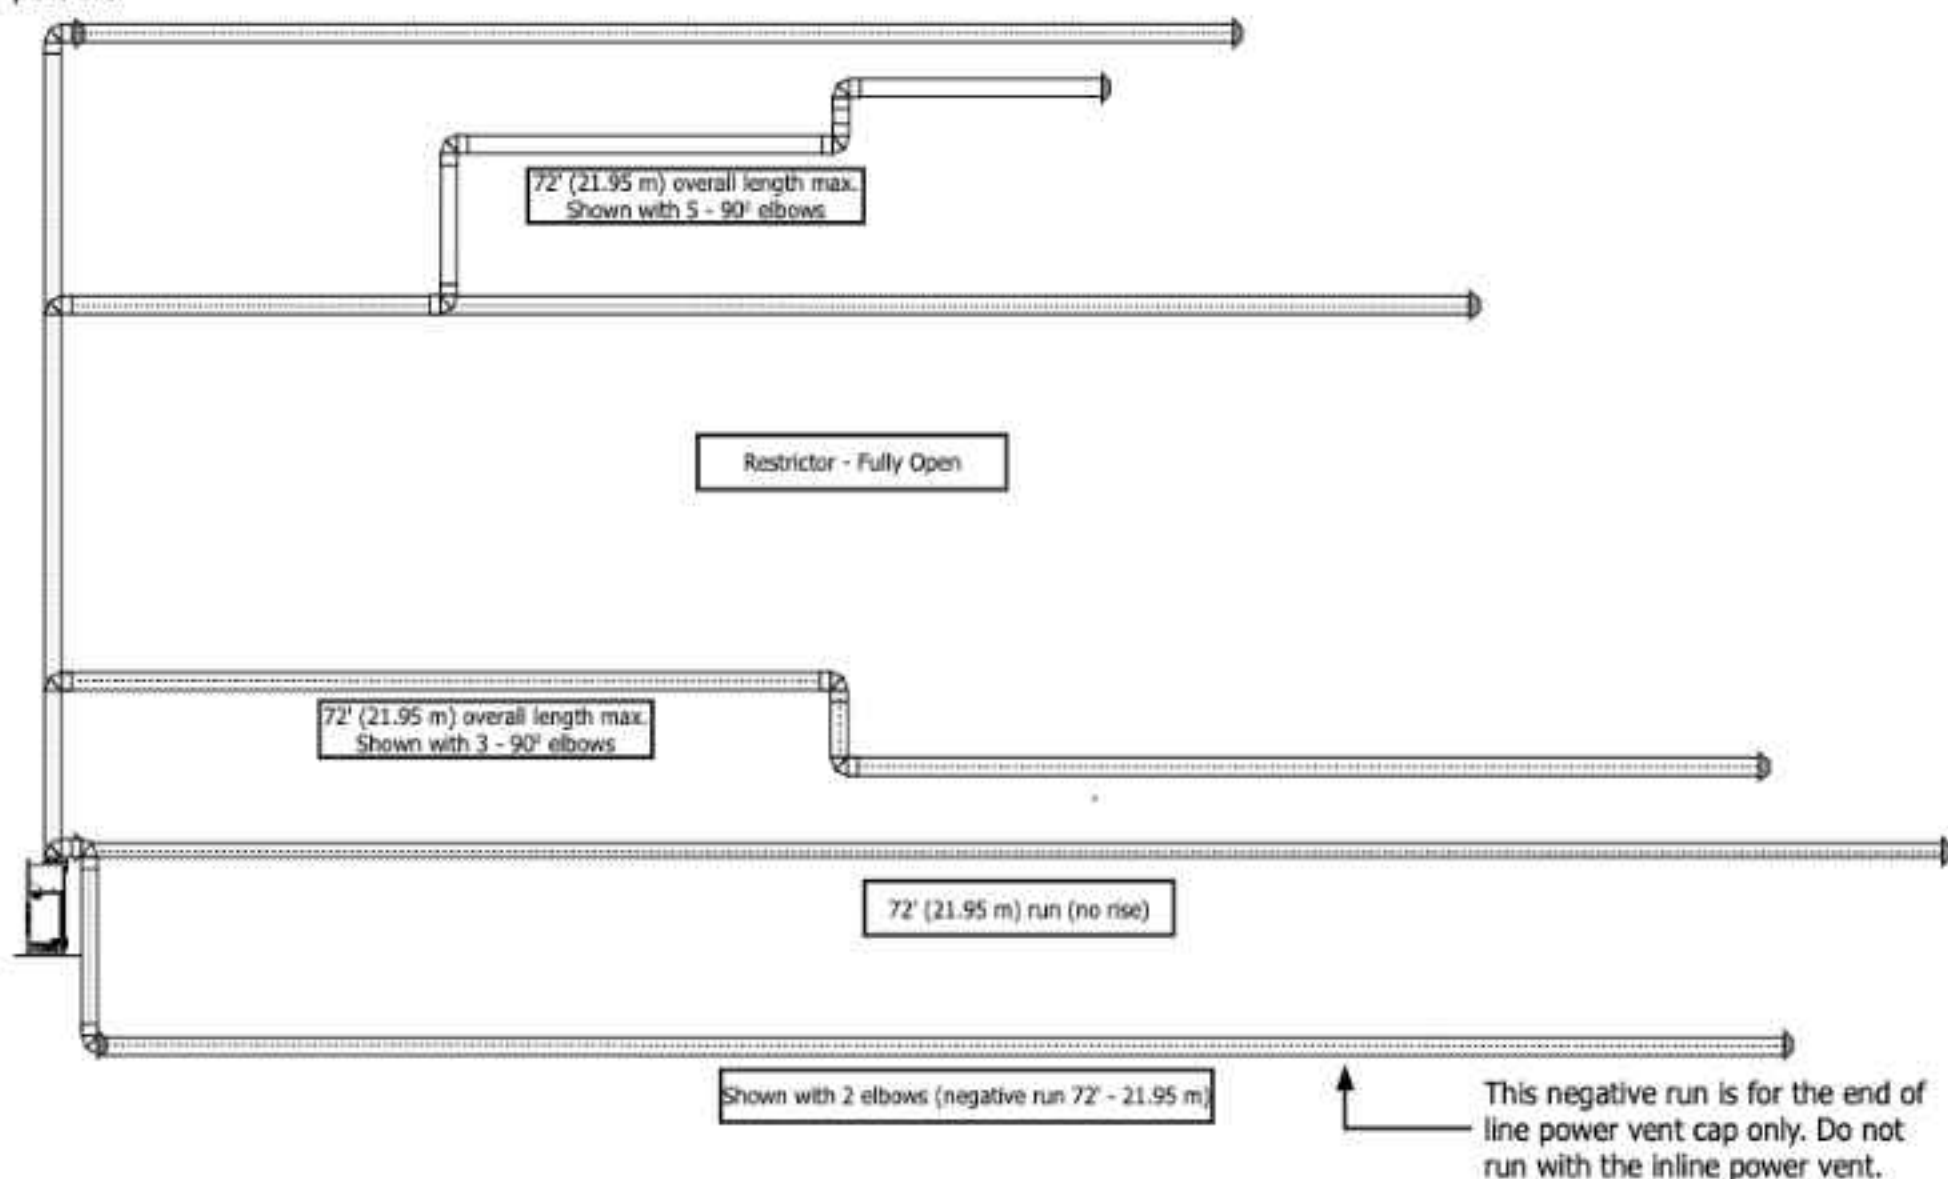 72' (21.95 m) overall length max.
Shown with 5 - 90º elbows
Restrictor - Fully Open
72' (21.95 m) overall length max.
Shown with 3 - 90º elbows
72' (21.95 m) run (no rise)
Shown with 2 elbows (negative run 72' - 21.95 m)
This negative run is for the end of
line power vent cap only. Do not
run with the inline power vent.